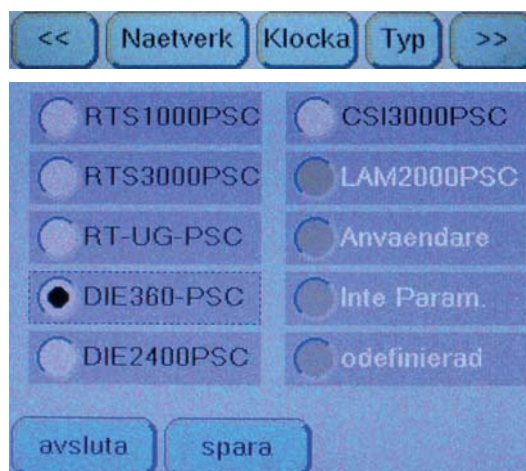 << Naetverk Klocka Typ >>
RTS1000PSC CSI3000PSC
RTS3000PSC LAM2000PSC
RT-UG-PSC Anvaendare
DIE360-PSC Inte Param.
DIE2400PSC odefinierad
avsluta spara